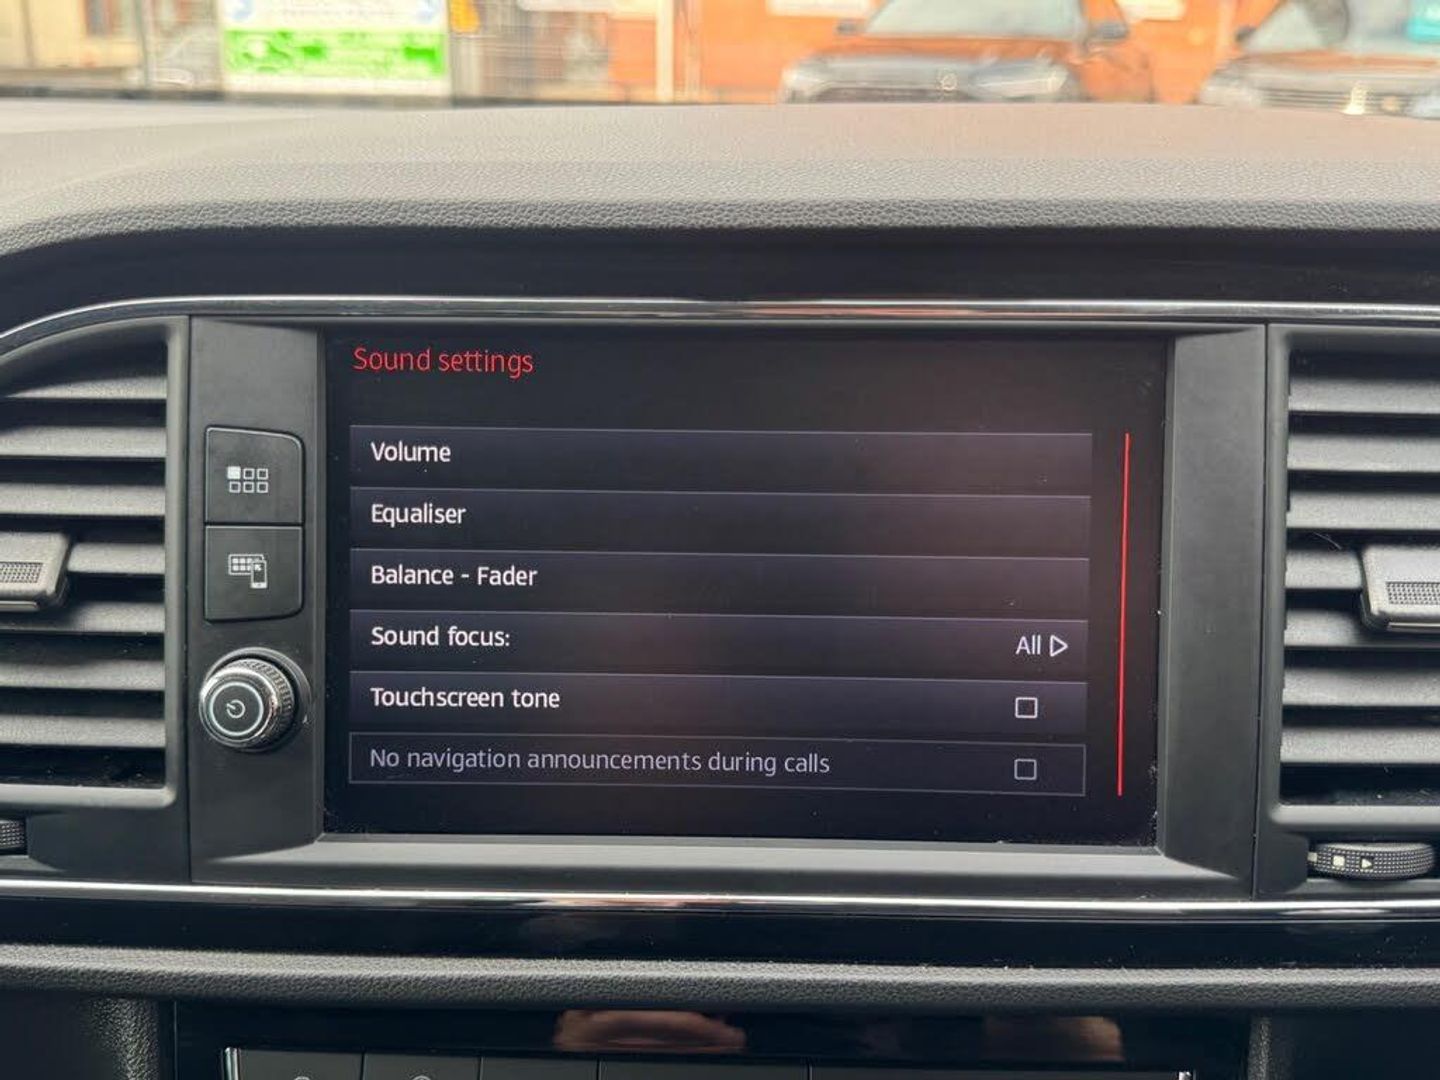 Sound settings
Volume
Equaliser
Balance - Fader
Sound focus: All
Touchscreen tone
No navigation announcements during calls